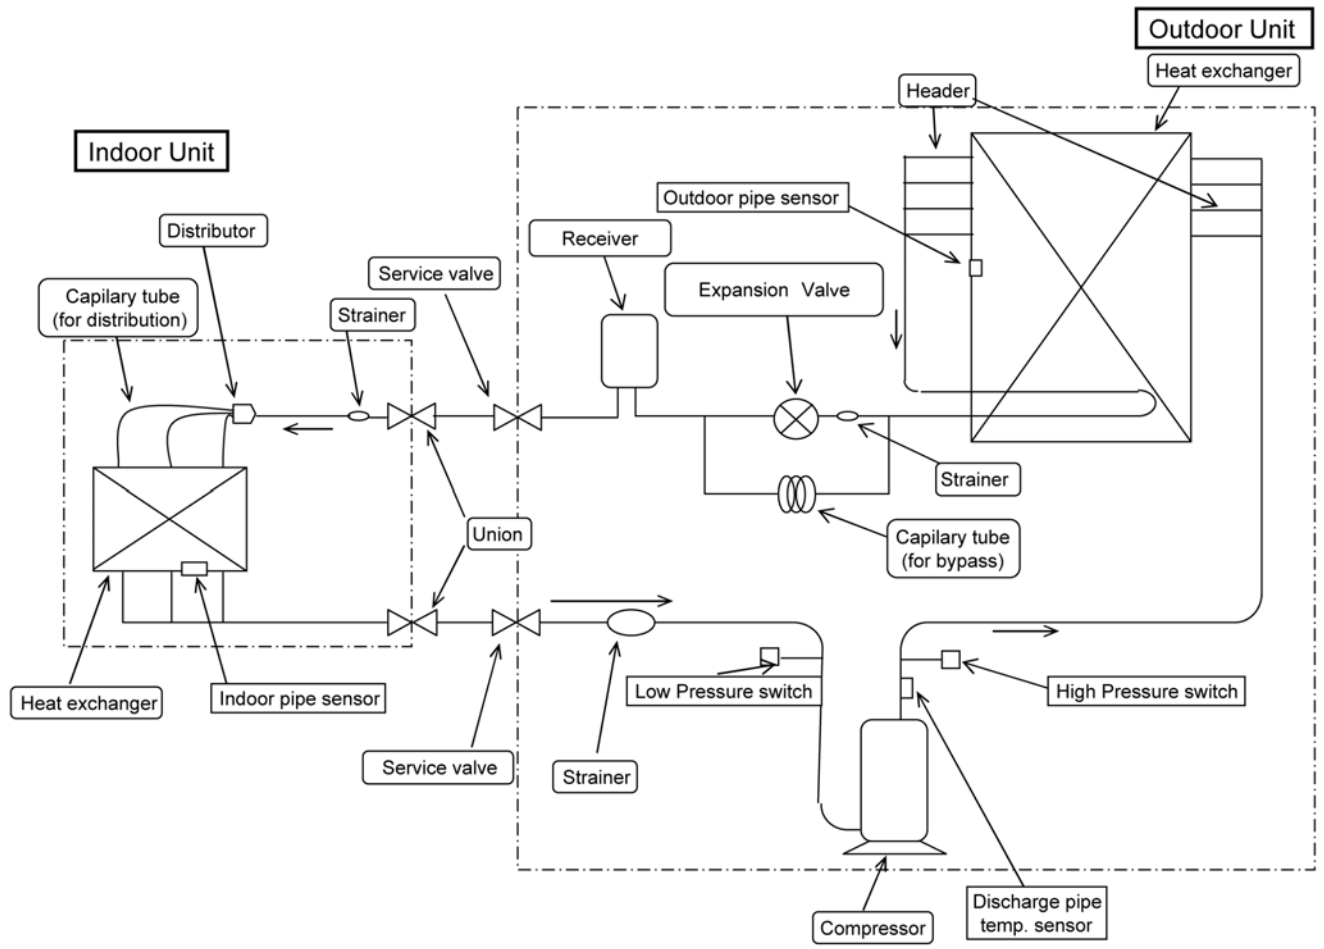 Outdoor Unit
Heat exchanger
Header
Indoor Unit
Outdoor pipe sensor
Distributor
Receiver
Service valve
Expansion Valve
Capilary tube
(for distribution)
Strainer
Strainer
Union
Capilary tube
(for bypass)
Heat exchanger
Indoor pipe sensor
Low Pressure switch
High Pressure switch
Service valve
Strainer
Discharge pipe
temp. sensor
Compressor